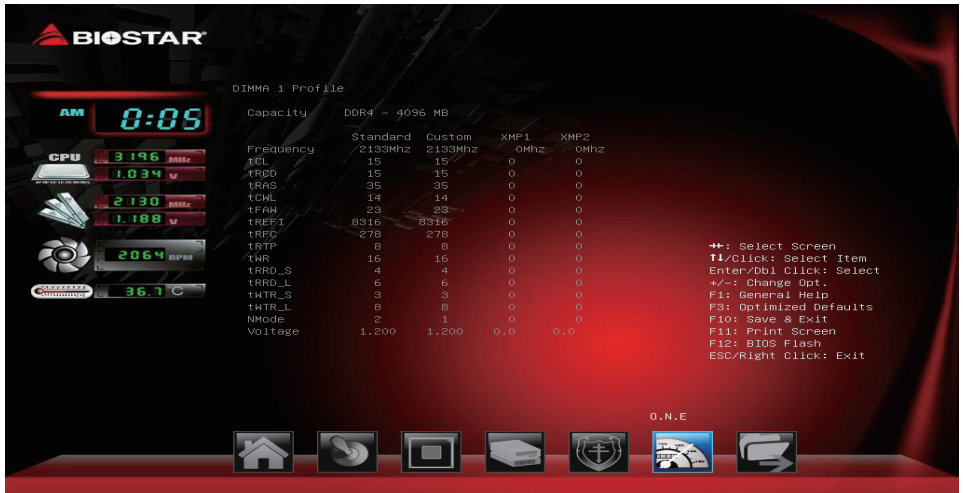 BIOSTAR
DIMMA 1 Profile
AM 0:05
Capacity DDR4 - 4096 MB
Standard Custom XMP1 XMP2
Frequency 2133Mhz 2133Mhz 0Mhz 0Mhz
tCL 15 15 0 0
tRCD 15 15 0 0
tRAS 35 35 0 0
tCWL 14 14 0 0
tFAW 23 23 0 0
tREFI 8316 8316 0 0
tRFC 278 278 0 0
tRTP 8 8 0 0
tWR 16 16 0 0
tRRD_S 4 4 0 0
tRRD_L 6 6 0 0
tWTR_S 3 3 0 0
tWTR_L 8 8 0 0
NMode 2 1 0 0
Voltage 1.200 1.200 0.0 0.0
CPU 3196 MHz
1.034 V
2130 MHz
1.188 V
2064 RPM
36.7 C
→←: Select Screen
↑↓/Click: Select Item
Enter/Dbl Click: Select
+/-: Change Opt.
F1: General Help
F3: Optimized Defaults
F10: Save & Exit
F11: Print Screen
F12: BIOS Flash
ESC/Right Click: Exit
O.N.E